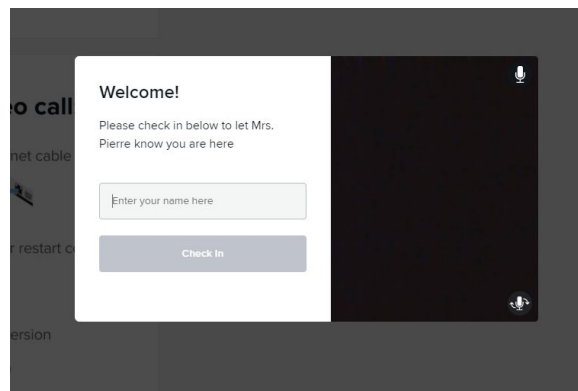 Welcome!
Please check in below to let Mrs.
Pierre know you are here
Enter your name here
Check In
eo call
net cable
r restart co
ersion